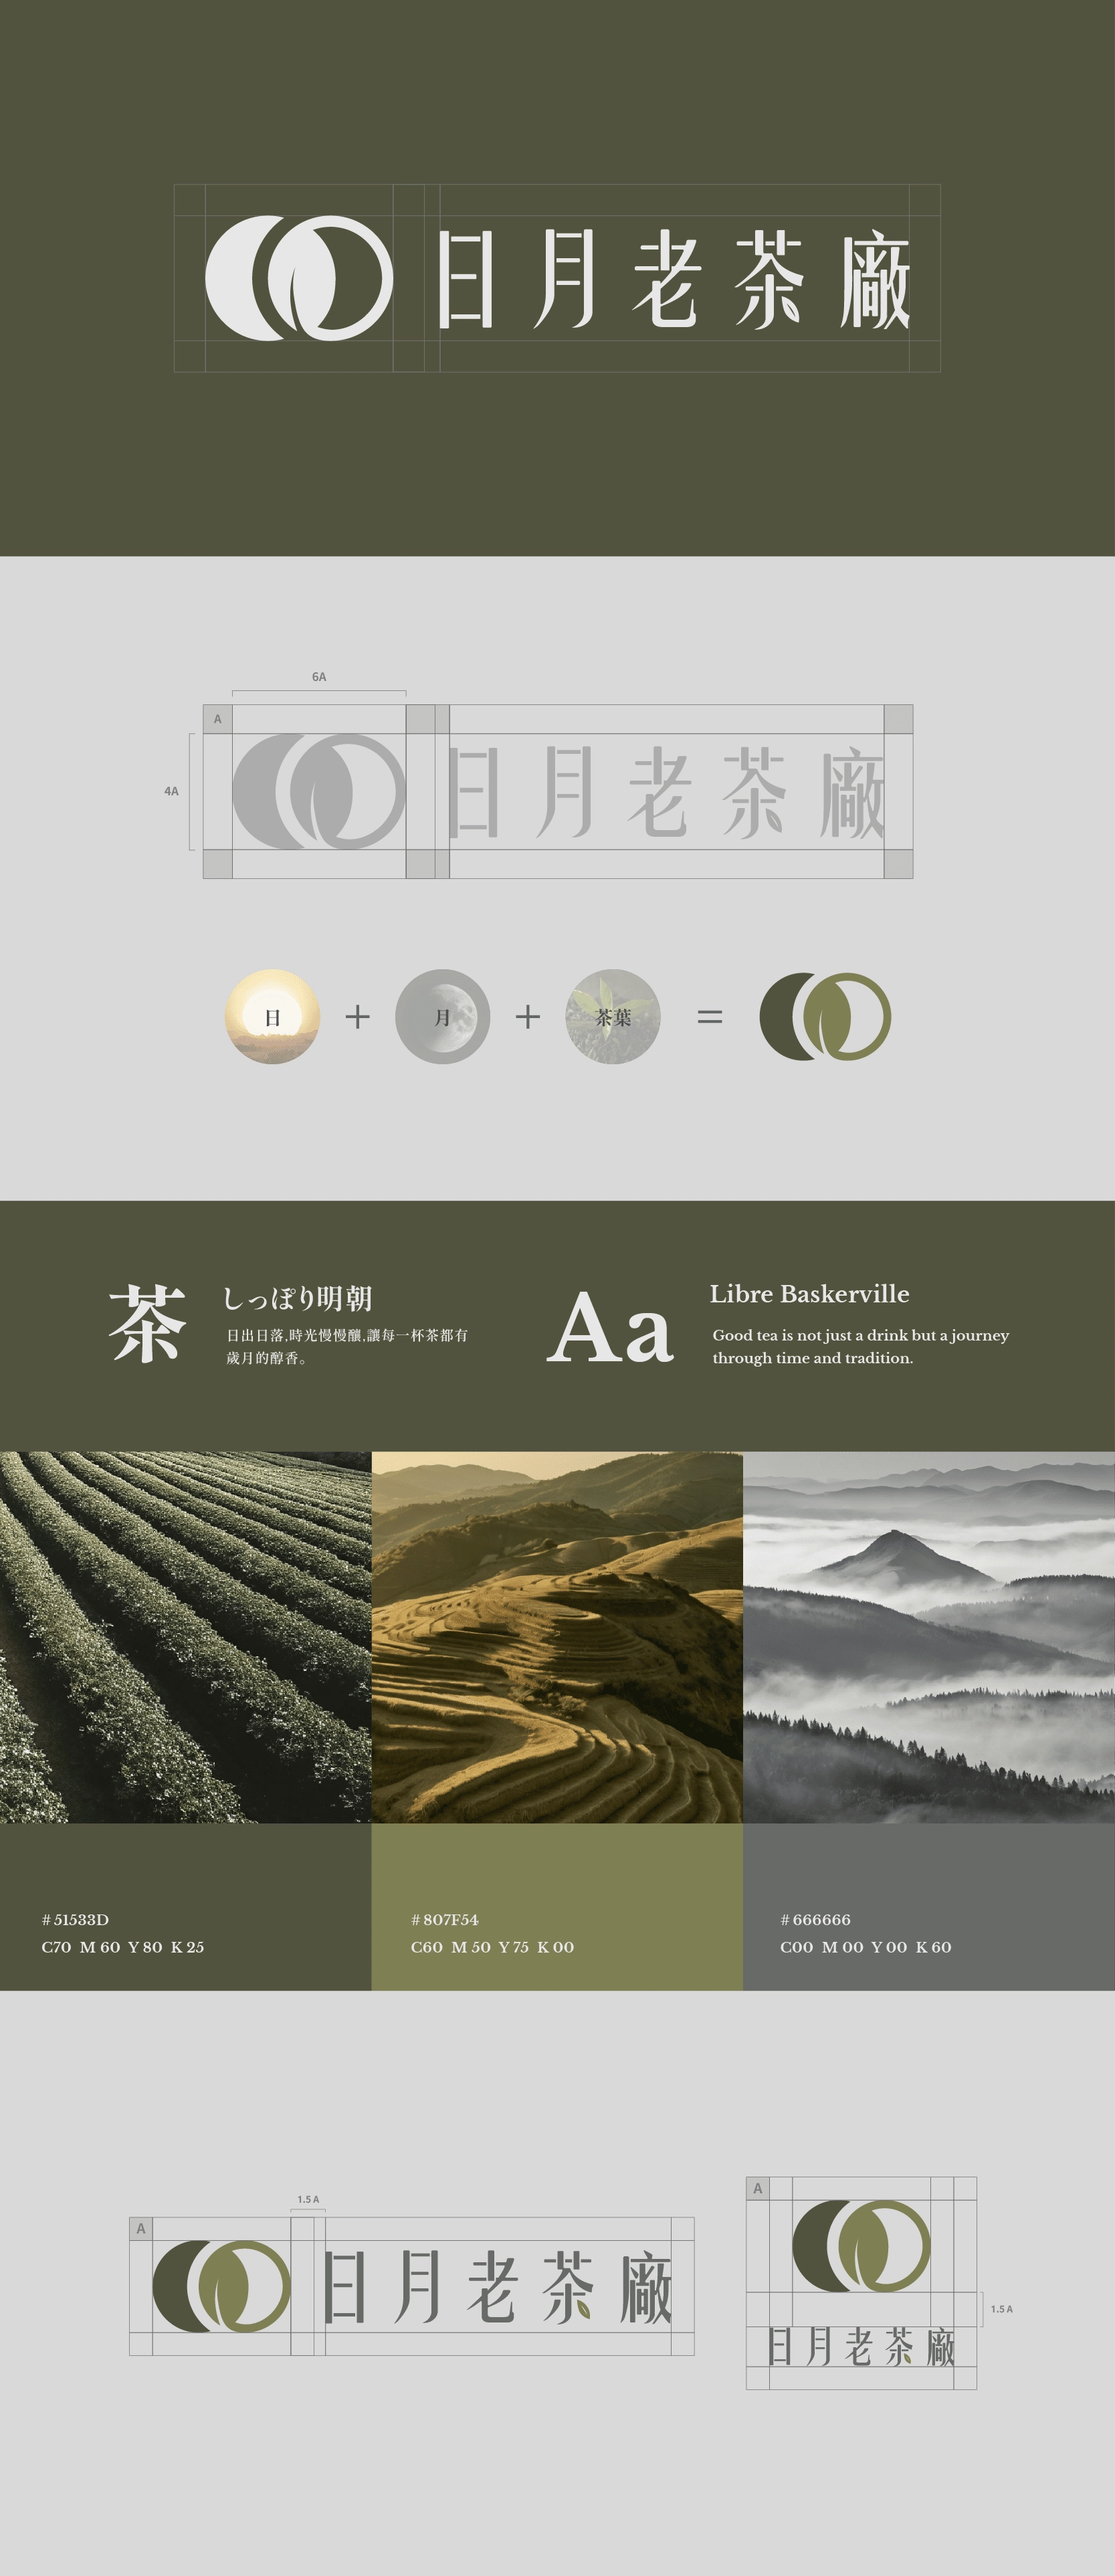 日月老茶廠
6A
A
4A
日月老茶廠
日 + 月 + 茶葉 =
茶
しっぽり明朝
日出日落,時光慢慢釀,讓每一杯茶都有
歲月的醇香。
Aa
Libre Baskerville
Good tea is not just a drink but a journey
through time and tradition.
# 51533D
C70 M 60 Y 80 K 25
# 807F54
C60 M 50 Y 75 K 00
# 666666
C00 M 00 Y 00 K 60
1.5 A
A
日月老茶廠
A
1.5 A
日月老茶廠